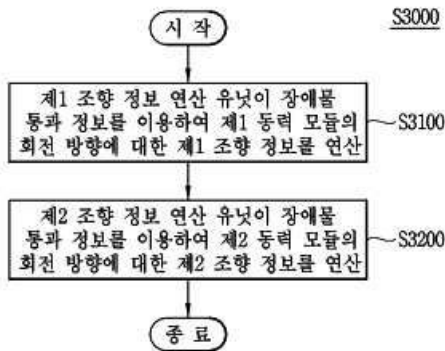 시 작
S3000
제1 조향 정보 연산 유닛이 장애물
통과 정보를 이용하여 제1 동력 모듈의
회전 방향에 대한 제1 조향 정보를 연산
S3100
제2 조향 정보 연산 유닛이 장애물
통과 정보를 이용하여 제2 동력 모듈의
회전 방향에 대한 제2 조향 정보를 연산
S3200
종 료